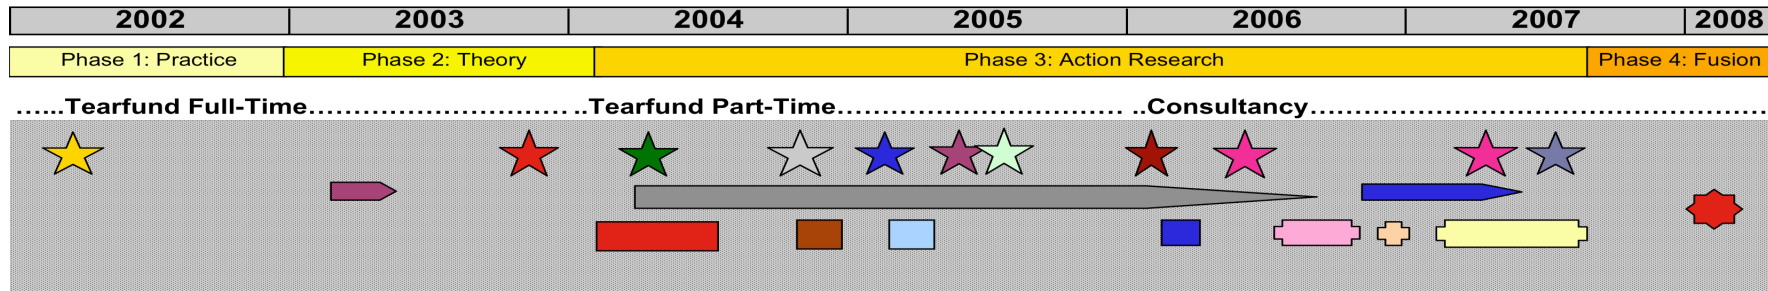 2002 2003 2004 2005 2006 2007 2008
Phase 1: Practice Phase 2: Theory Phase 3: Action Research Phase 4: Fusion
......Tearfund Full-Time............................... ..Tearfund Part-Time.................................. ..Consultancy......................................................